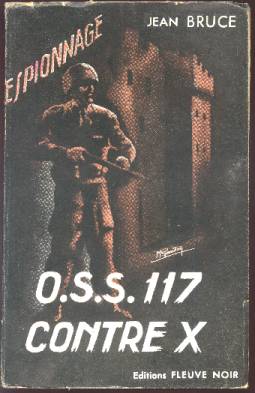 JEAN BRUCE
ESPIONNAGE
O.S.S. 117
CONTRE X
Editions FLEUVE NOIR